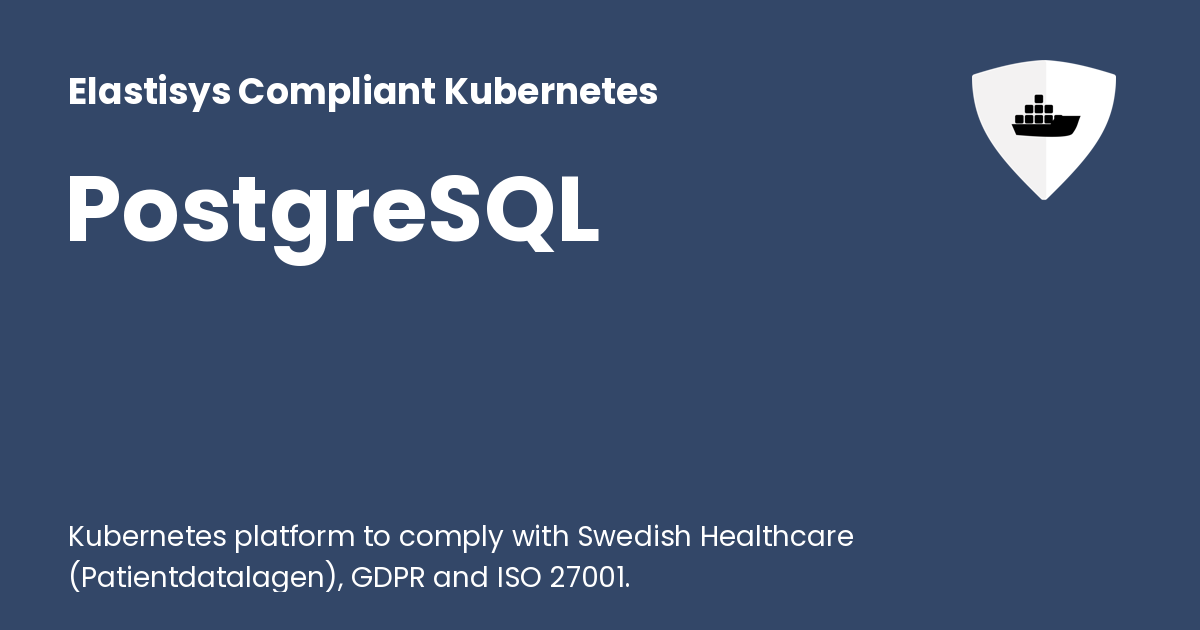 Elastisys Compliant Kubernetes
PostgreSQL
Kubernetes platform to comply with Swedish Healthcare
(Patientdatalagen), GDPR and ISO 27001.